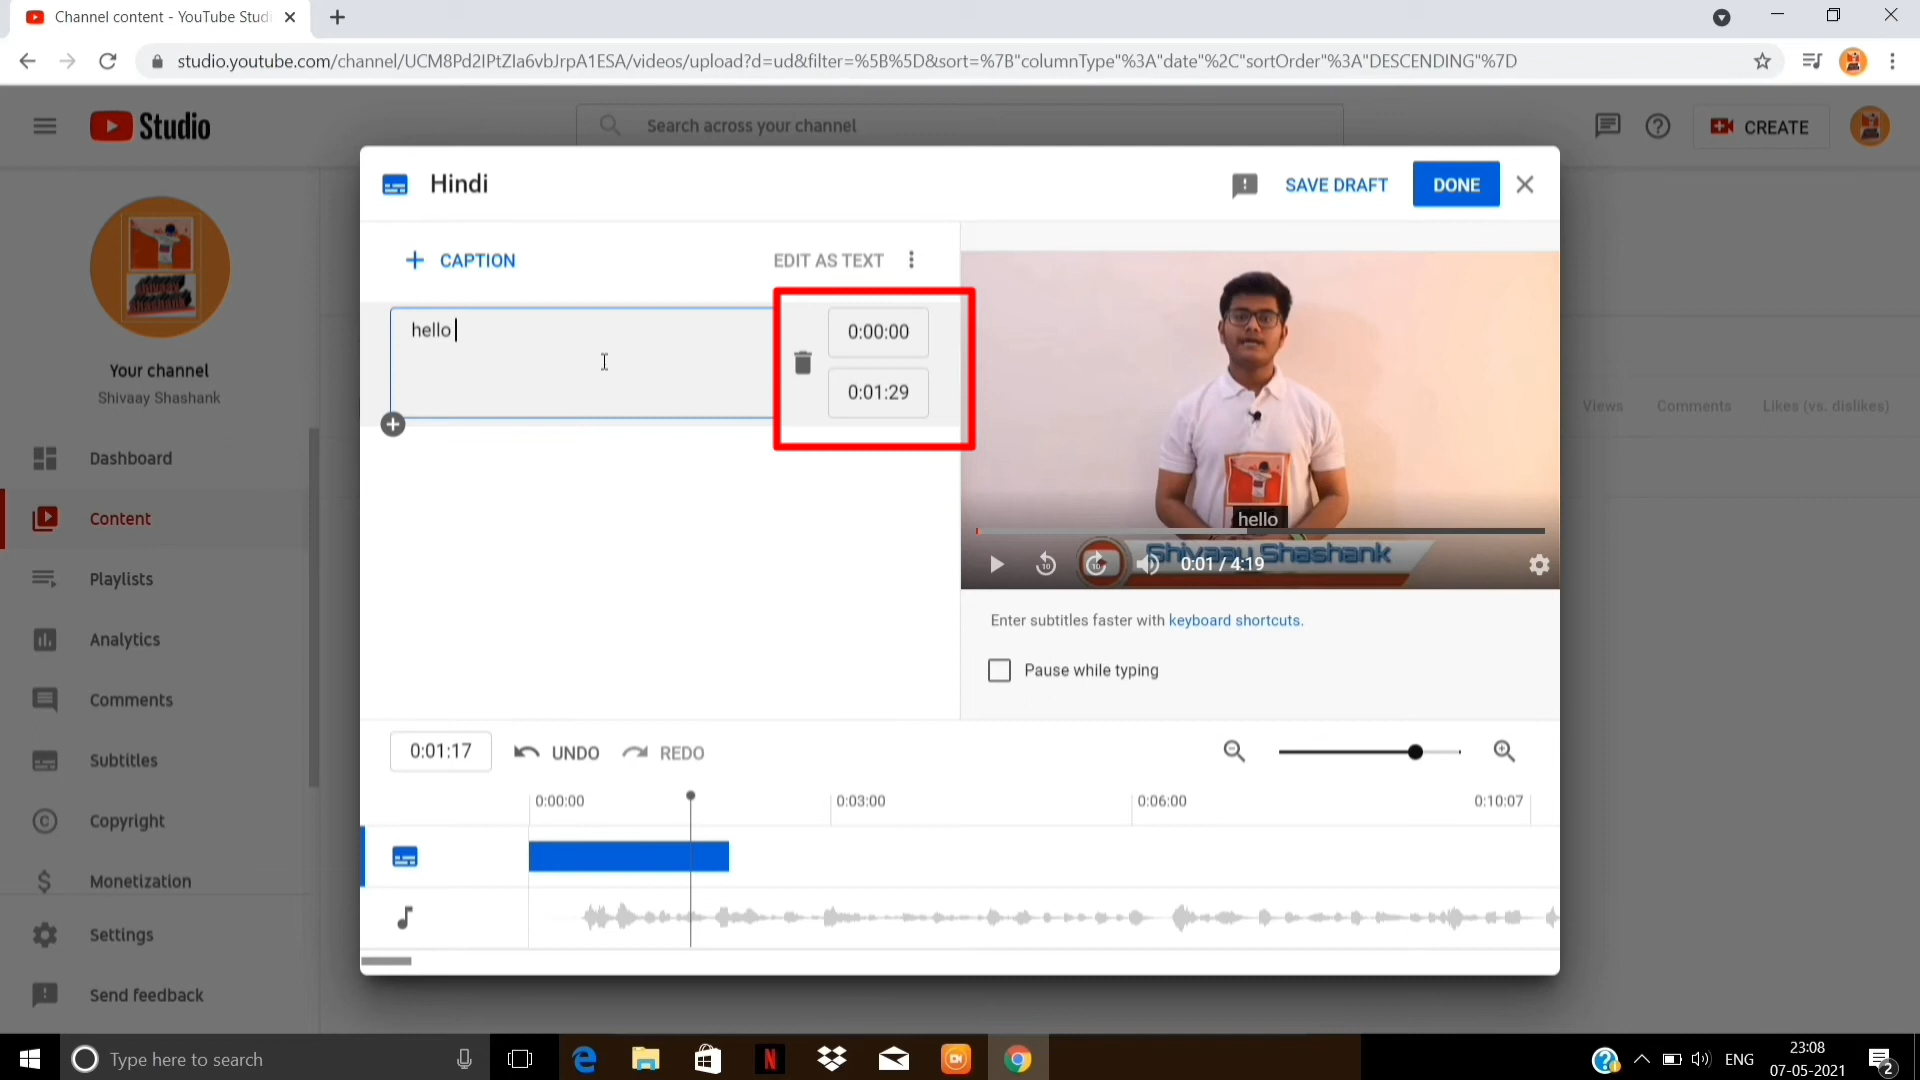 Channel content - YouTube Studi
studio.youtube.com/channel/UCM8Pd2IPtZIa6vbJrpA1ESA/videos/upload?d=ud&filter=%5B%5D&sort=%7B"columnType"%3A"date"%2C"sortOrder"%3A"DESCENDING"%7D
Studio
Search across your channel
CREATE
Hindi
SAVE DRAFT
DONE
CAPTION
EDIT AS TEXT
hello
0:00:00
0:01:29
hello
Shivaay Shashank
10
10
0:01 / 4:19
Enter subtitles faster with keyboard shortcuts.
Pause while typing
Your channel
Shivaay Shashank
Dashboard
Content
Playlists
Analytics
Comments
Subtitles
Copyright
Monetization
Settings
Send feedback
Views
Comments
Likes (vs. dislikes)
0:01:17
UNDO
REDO
0:00:00
0:03:00
0:06:00
0:10:07
Type here to search
ENG
23:08
07-05-2021
2